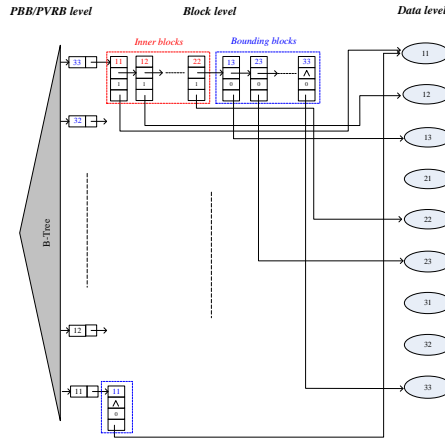 PBB/PVRB level Block level Data level
Inner blocks Bounding blocks
33 11 12 22 13 23 33 11
Λ
1 1 1 0 0 0
12
32
13
21
22
B-Tree
23
31
12
32
11 11 33
Λ
0